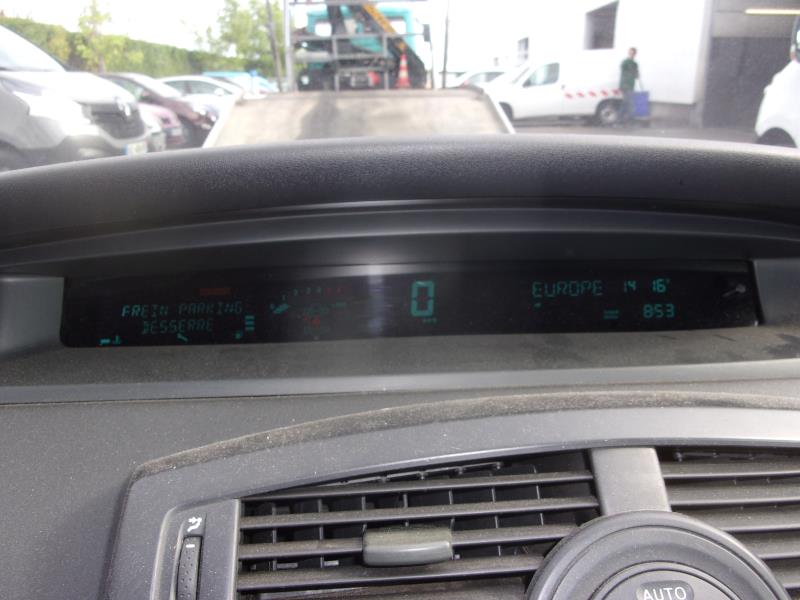 FREIN PARKING
DESSERRE
0
EUROPE 14 16°
853
AUTO